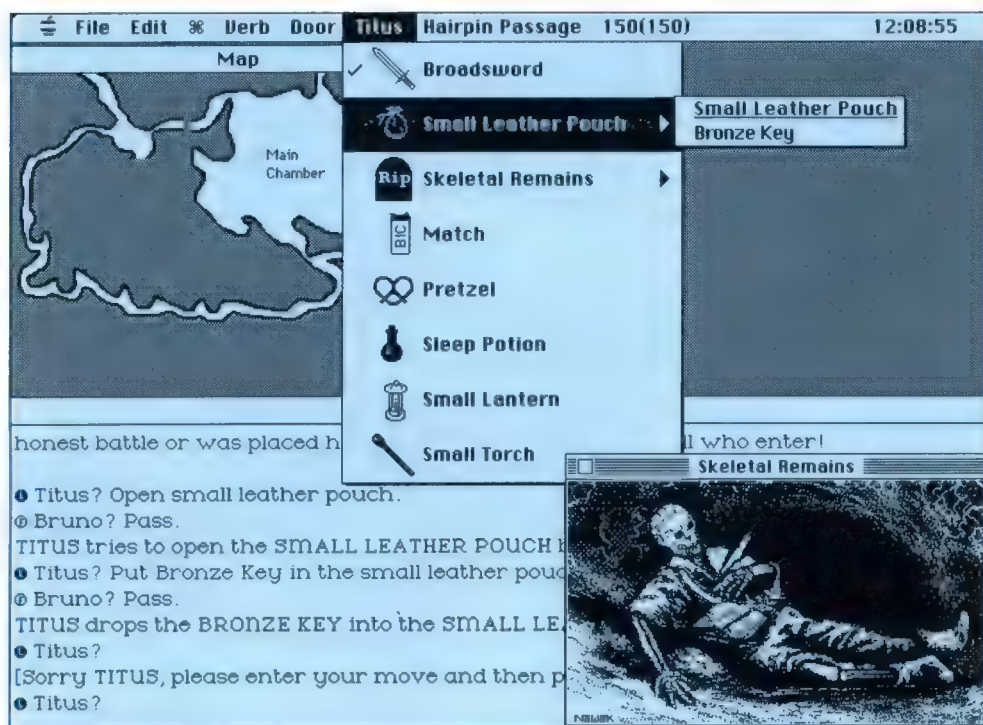 File Edit ⌘ Verb Door Titus Hairpin Passage 150(150) 12:08:55
Map
Main
Chamber
✓ Broadsword
Small Leather Pouch
Small Leather Pouch
Bronze Key
Rip Skeletal Remains
BIC
Match
Pretzel
Sleep Potion
Small Lantern
Small Torch
honest battle or was placed h
ll who enter!
Skeletal Remains
Titus? Open small leather pouch.
Bruno? Pass.
TITUS tries to open the SMALL LEATHER POUCH
Titus? Put Bronze Key in the small leather pouc
Bruno? Pass.
TITUS drops the BRONZE KEY into the SMALL LE
Titus?
[Sorry TITUS, please enter your move and then p
Titus?